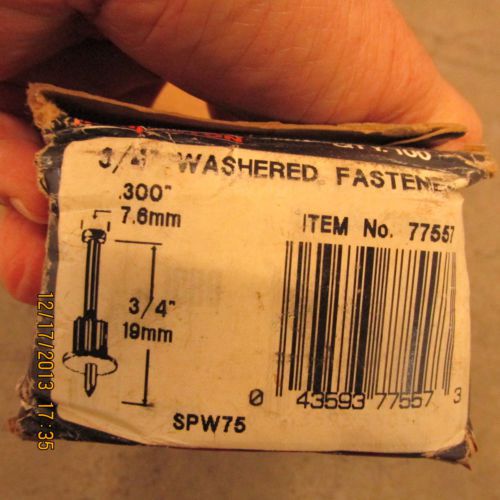 3/4" WASHERED FASTENE
.300"
7.6mm
ITEM No. 77557
3/4"
19mm
0 43593 77557 3
SPW75
12/17/2013 17:35